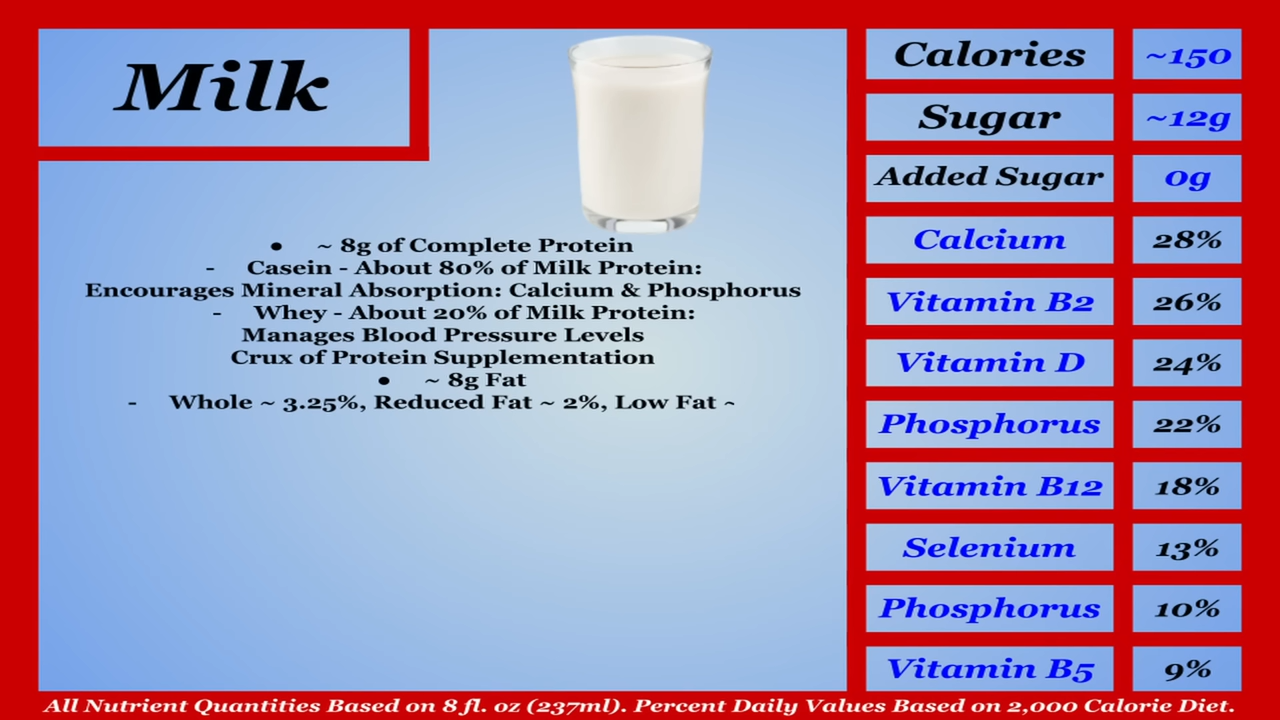 Milk
● ~ 8g of Complete Protein
- Casein - About 80% of Milk Protein:
Encourages Mineral Absorption: Calcium & Phosphorus
- Whey - About 20% of Milk Protein:
Manages Blood Pressure Levels
Crux of Protein Supplementation
● ~ 8g Fat
- Whole ~ 3.25%, Reduced Fat ~ 2%, Low Fat ~
Calories ~150
Sugar ~12g
Added Sugar 0g
Calcium 28%
Vitamin B2 26%
Vitamin D 24%
Phosphorus 22%
Vitamin B12 18%
Selenium 13%
Phosphorus 10%
Vitamin B5 9%
All Nutrient Quantities Based on 8 fl. oz (237ml). Percent Daily Values Based on 2,000 Calorie Diet.